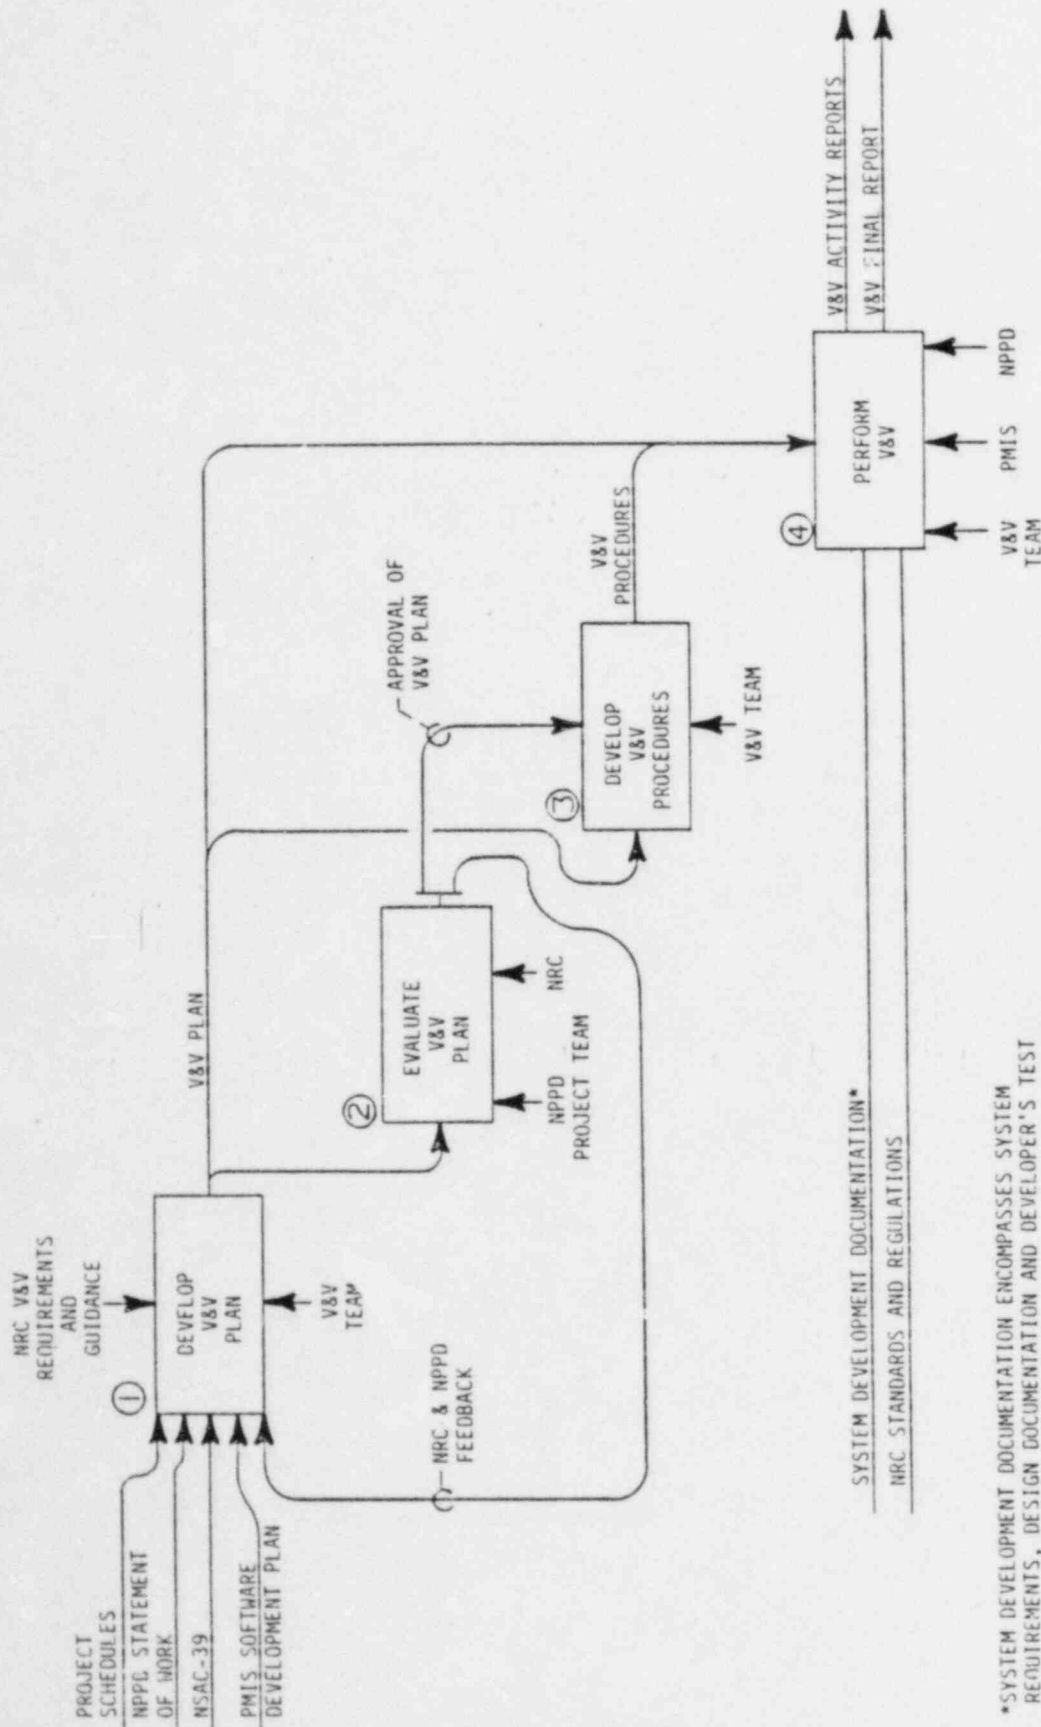 NRC V&V
REQUIREMENTS
AND
GUIDANCE
PROJECT
SCHEDULES
NPPD STATEMENT
OF WORK
NSAC-39
PMIS SOFTWARE
DEVELOPMENT PLAN
1
DEVELOP
V&V
PLAN
V&V
TEAM
V&V PLAN
NRC & NPPD
FEEDBACK
2
EVALUATE
V&V
PLAN
NPPD
PROJECT TEAM
NRC
APPROVAL OF
V&V PLAN
3
DEVELOP
V&V
PROCEDURES
V&V TEAM
V&V
PROCEDURES
4
PERFORM
V&V
V&V
TEAM
PMIS
NPPD
V&V ACTIVITY REPORTS
V&V FINAL REPORT
SYSTEM DEVELOPMENT DOCUMENTATION*
NRC STANDARDS AND REGULATIONS
*SYSTEM DEVELOPMENT DOCUMENTATION ENCOMPASSES SYSTEM
REQUIREMENTS, DESIGN DOCUMENTATION AND DEVELOPER'S TEST